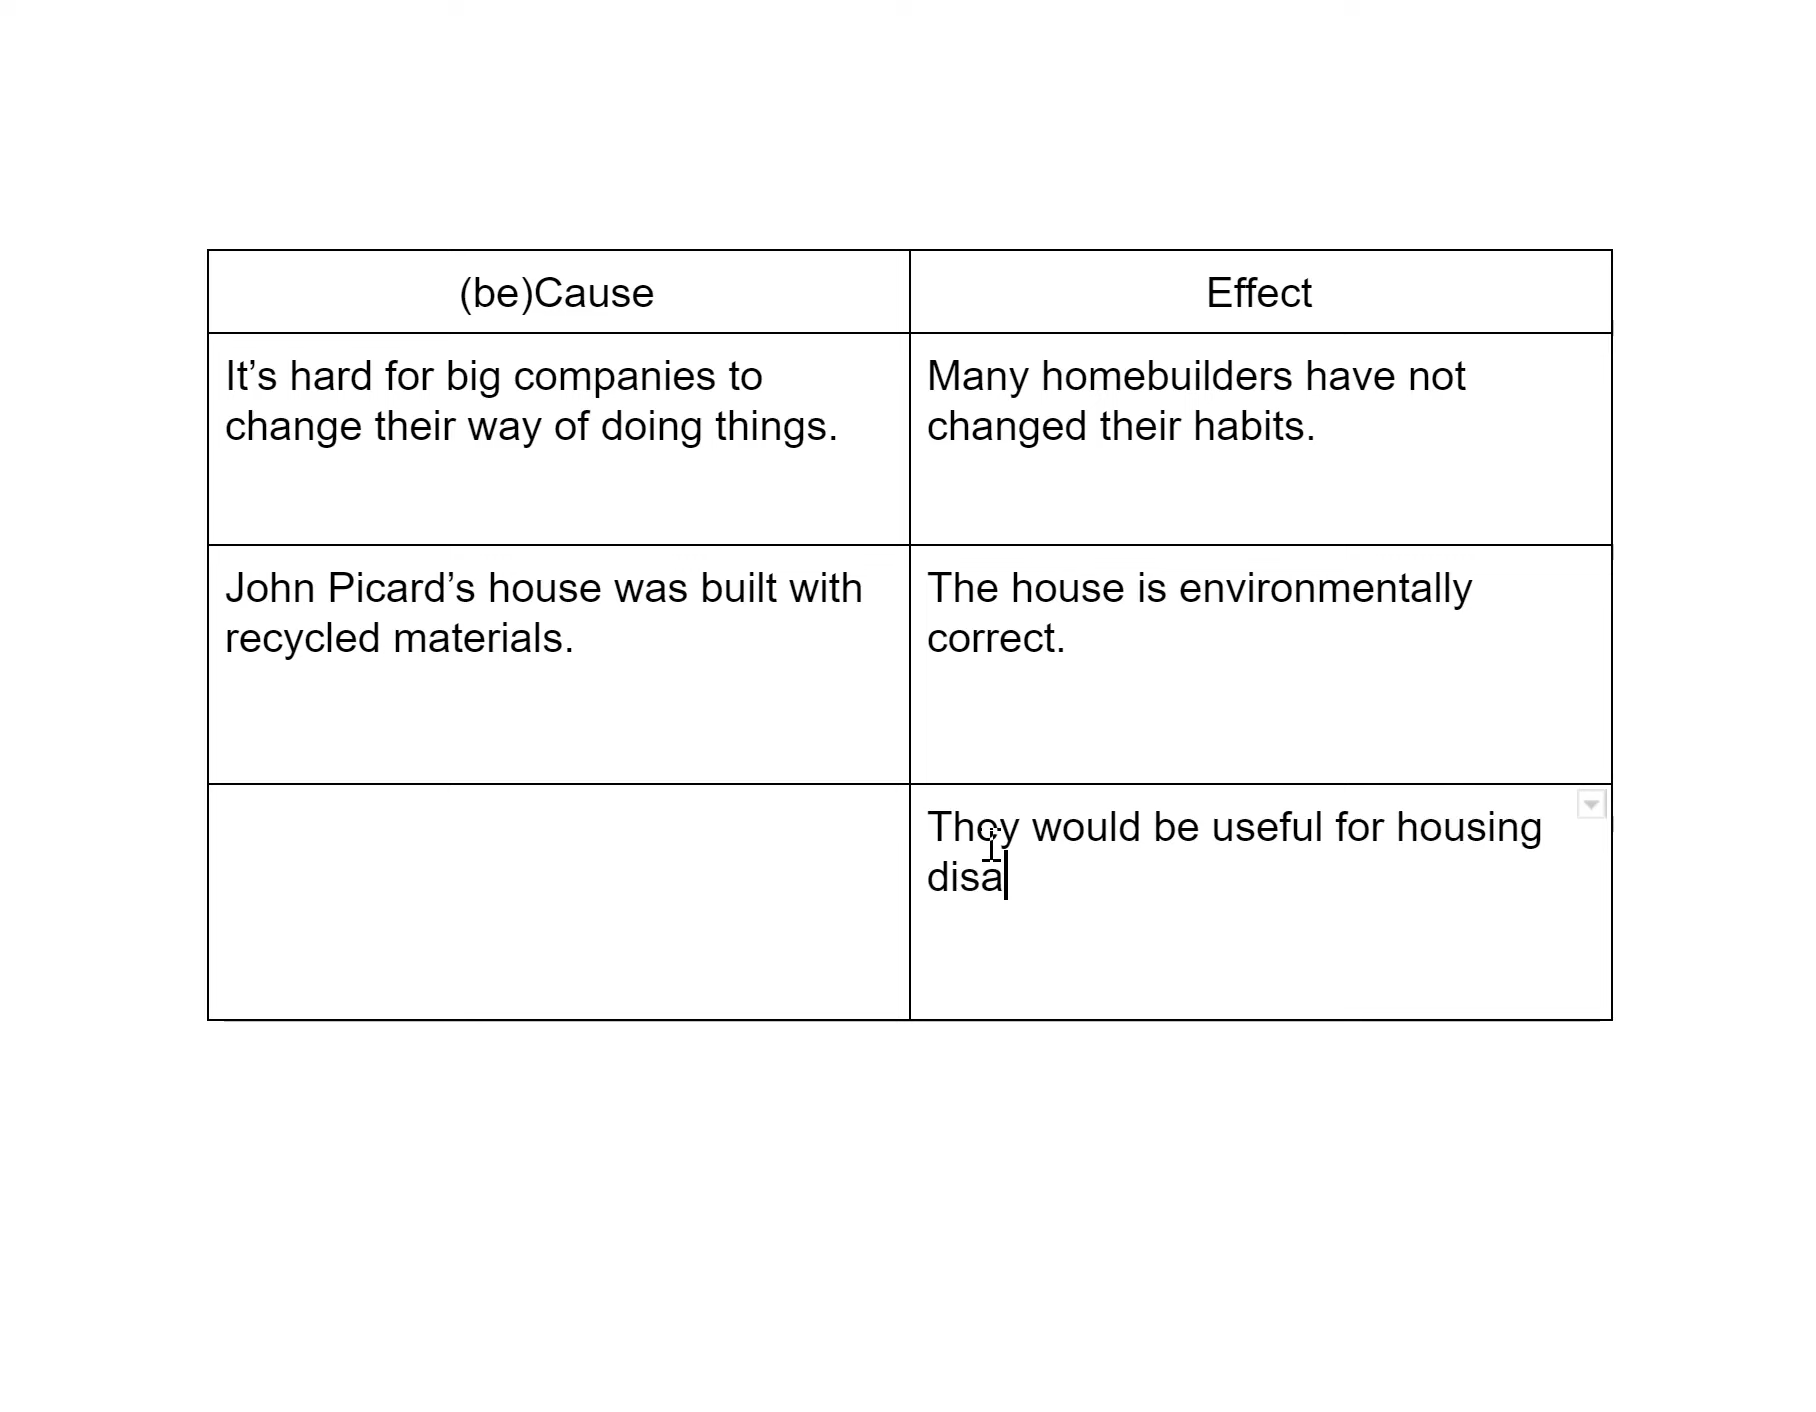 (be)Cause
Effect
It’s hard for big companies to
change their way of doing things.
Many homebuilders have not
changed their habits.
John Picard’s house was built with
recycled materials.
The house is environmentally
correct.
They would be useful for housing
disa